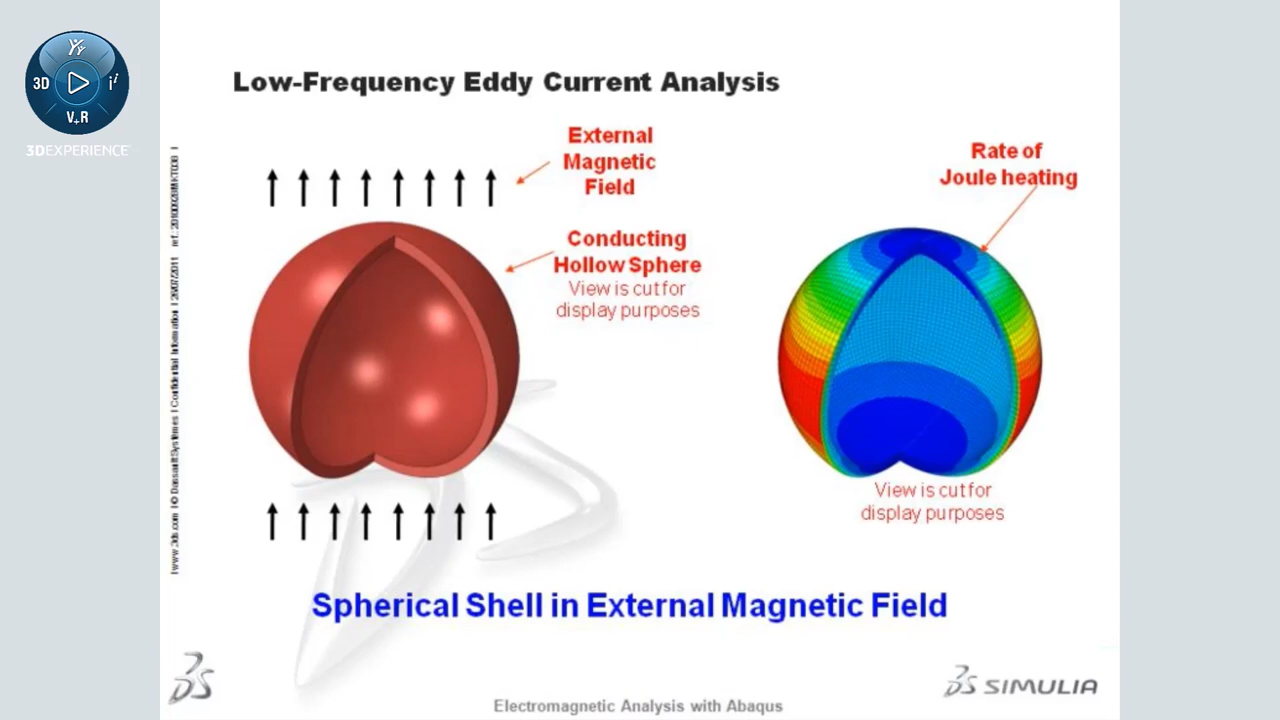 Low-Frequency Eddy Current Analysis
3D
V+R
3DEXPERIENCE
External
Magnetic
Field
Rate of
Joule heating
Conducting
Hollow Sphere
View is cut for
display purposes
View is cut for
display purposes
Spherical Shell in External Magnetic Field
SIMULIA
Electromagnetic Analysis with Abaqus